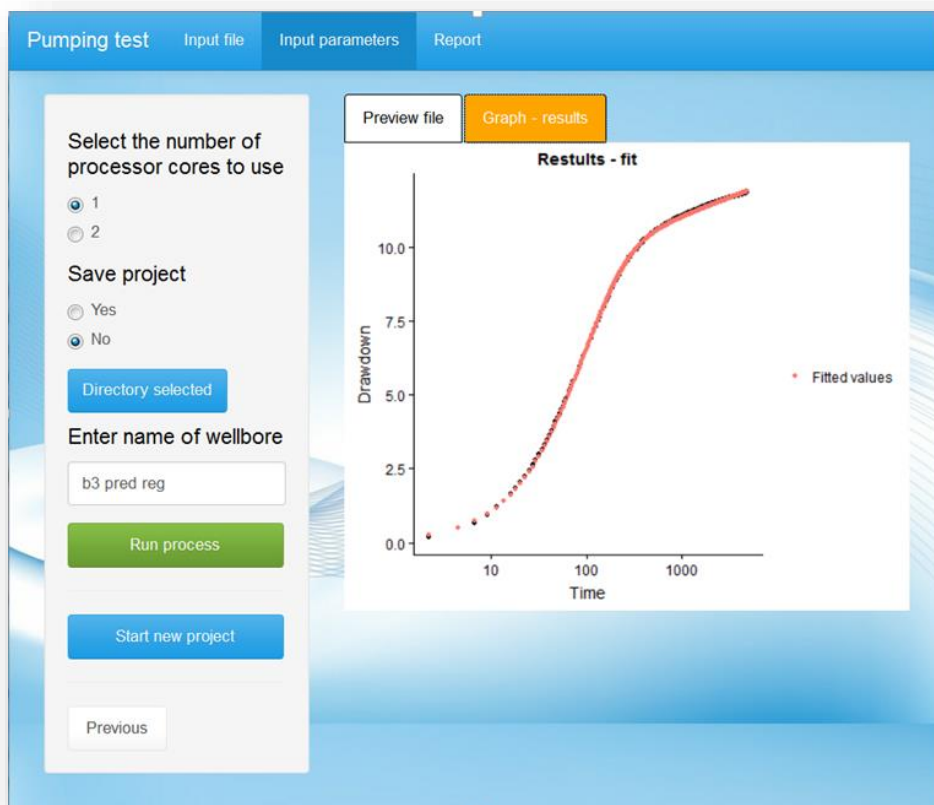 Pumping test Input file Input parameters Report
Select the number of
processor cores to use
1
2
Save project
Yes
No
Directory selected
Enter name of wellbore
b3 pred reg
Run process
Start new project
Previous
Preview file Graph - results
Restults - fit
Drawdown
10.0
7.5
5.0
2.5
0.0
10 100 1000
Time
Fitted values